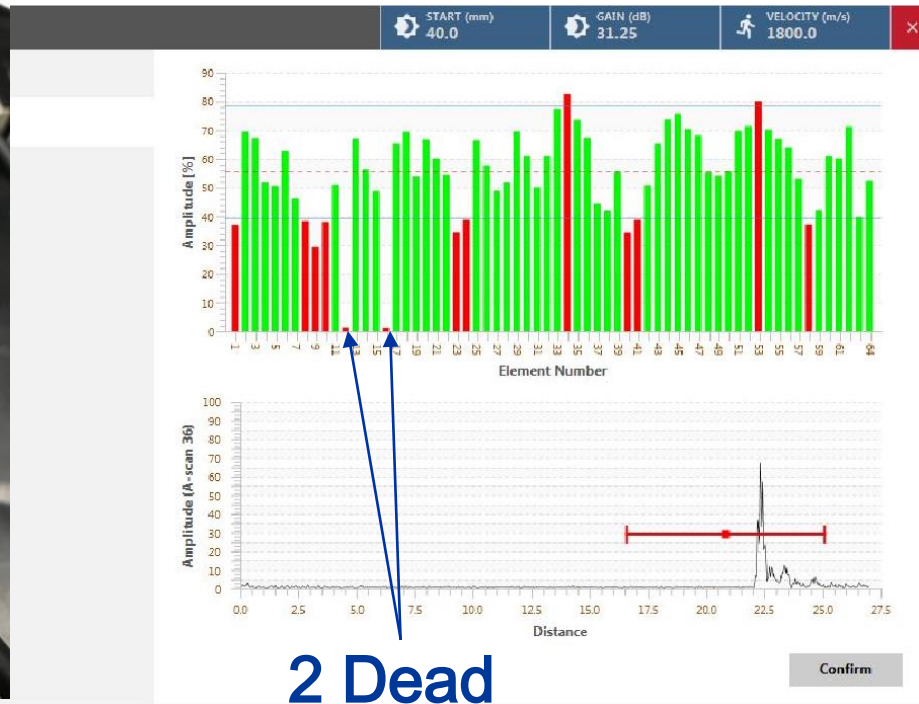 START (mm)
40.0
GAIN (dB)
31.25
VELOCITY (m/s)
1800.0
Amplitude [%]
90
80
70
60
50
40
30
20
10
0
1 3 5 7 9 11 13 15 17 19 21 23 25 27 29 31 33 35 37 39 41 43 45 47 49 51 53 55 57 59 61 64
Element Number
Amplitude (A-scan 36)
100
90
80
70
60
50
40
30
20
10
0
0.0 2.5 5.0 7.5 10.0 12.5 15.0 17.5 20.0 22.5 25.0 27.5
Distance
2 Dead
Confirm